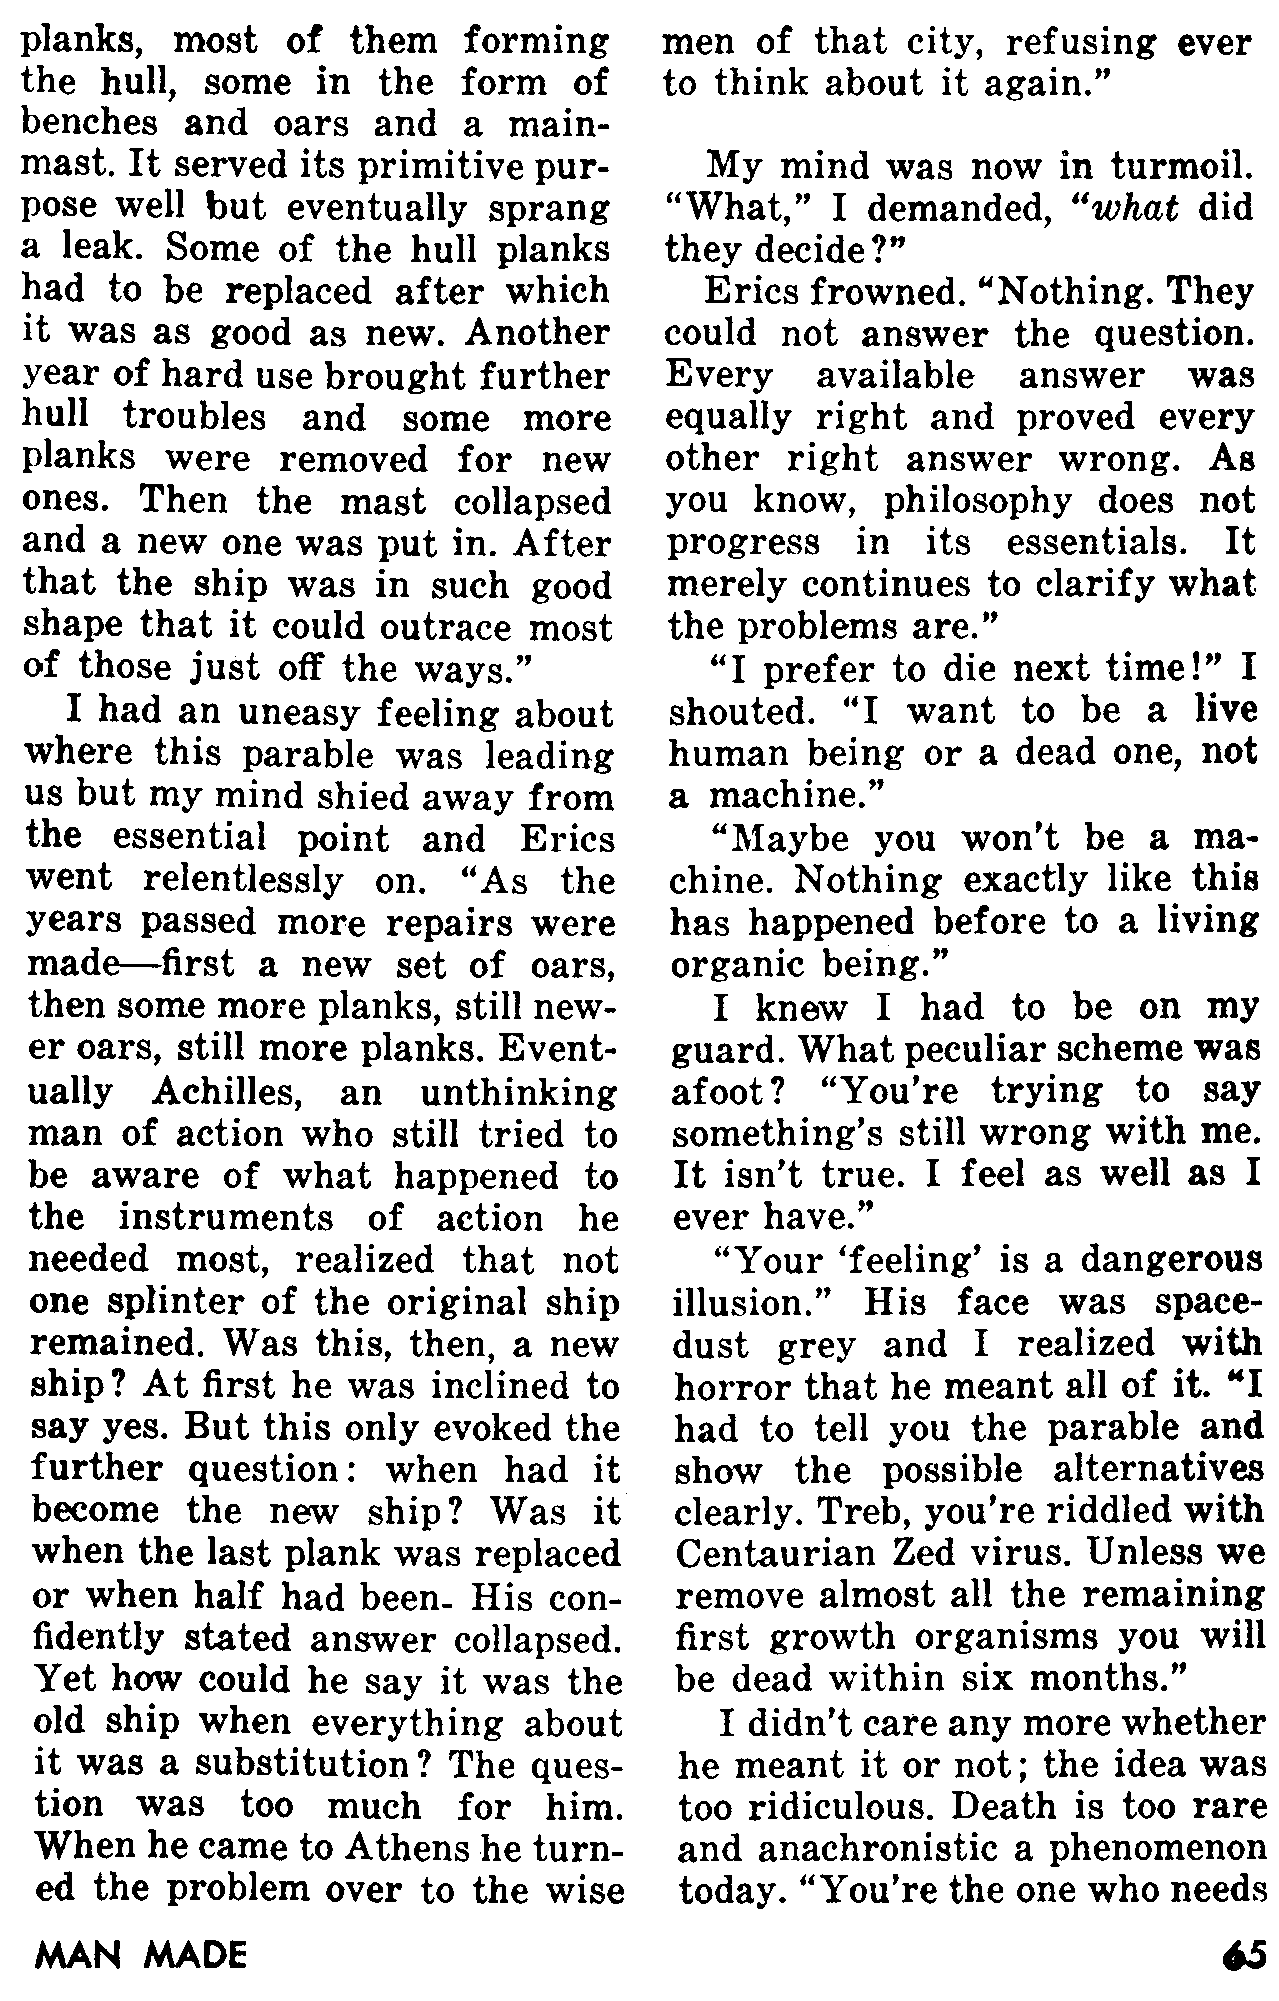 planks, most of them forming
the hull, some in the form of
benches and oars and a main-
mast. It served its primitive pur-
pose well but eventually sprang
a leak. Some of the hull planks
had to be replaced after which
it was as good as new. Another
year of hard use brought further
hull troubles and some more
planks were removed for new
ones. Then the mast collapsed
and a new one was put in. After
that the ship was in such good
shape that it could outrace most
of those just off the ways.”
I had an uneasy feeling about
where this parable was leading
us but my mind shied away from
the essential point and Erics
went relentlessly on. “As the
years passed more repairs were
made—first a new set of oars,
then some more planks, still new-
er oars, still more planks. Event-
ually Achilles, an unthinking
man of action who still tried to
be aware of what happened to
the instruments of action he
needed most, realized that not
one splinter of the original ship
remained. Was this, then, a new
ship? At first he was inclined to
say yes. But this only evoked the
further question: when had it
become the new ship? Was it
when the last plank was replaced
or when half had been- His con-
fidently stated answer collapsed.
Yet how could he say it was the
old ship when everything about
it was a substitution? The ques-
tion was too much for him.
When he came to Athens he turn-
ed the problem over to the wise
men of that city, refusing ever
to think about it again.”
My mind was now in turmoil.
“What,” I demanded, “what did
they decide?”
Erics frowned. “Nothing. They
could not answer the question.
Every available answer was
equally right and proved every
other right answer wrong. As
you know, philosophy does not
progress in its essentials. It
merely continues to clarify what
the problems are.”
“I prefer to die next time!” I
shouted. “I want to be a live
human being or a dead one, not
a machine.”
“Maybe you won't be a ma-
chine. Nothing exactly like this
has happened before to a living
organic being.”
I knew I had to be on my
guard. What peculiar scheme was
afoot? “You're trying to say
something's still wrong with me.
It isn't true. I feel as well as I
ever have.”
“Your ‘feeling’ is a dangerous
illusion.” His face was space-
dust grey and I realized with
horror that he meant all of it. “I
had to tell you the parable and
show the possible alternatives
clearly. Treb, you're riddled with
Centaurian Zed virus. Unless we
remove almost all the remaining
first growth organisms you will
be dead within six months.”
I didn't care any more whether
he meant it or not; the idea was
too ridiculous. Death is too rare
and anachronistic a phenomenon
today. “You're the one who needs
MAN MADE
65